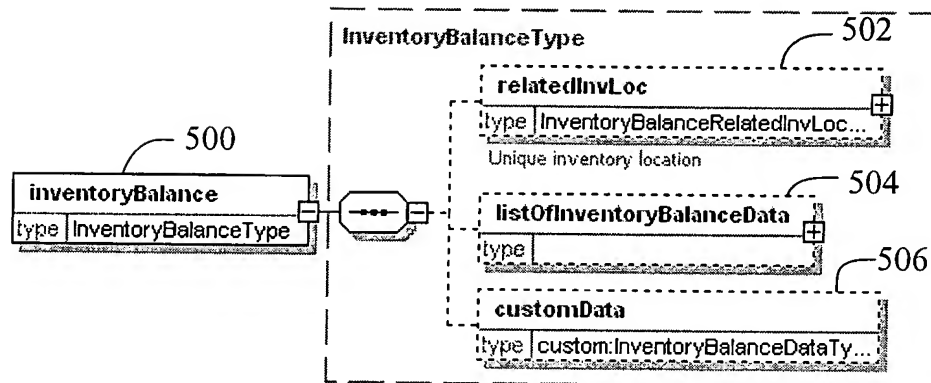 InventoryBalanceType
502
relatedInvLoc
type InventoryBalanceRelatedInvLoc...
Unique inventory location
500
inventoryBalance
type InventoryBalanceType
504
listOfInventoryBalanceData
type
506
customData
type custom:InventoryBalanceDataTy...